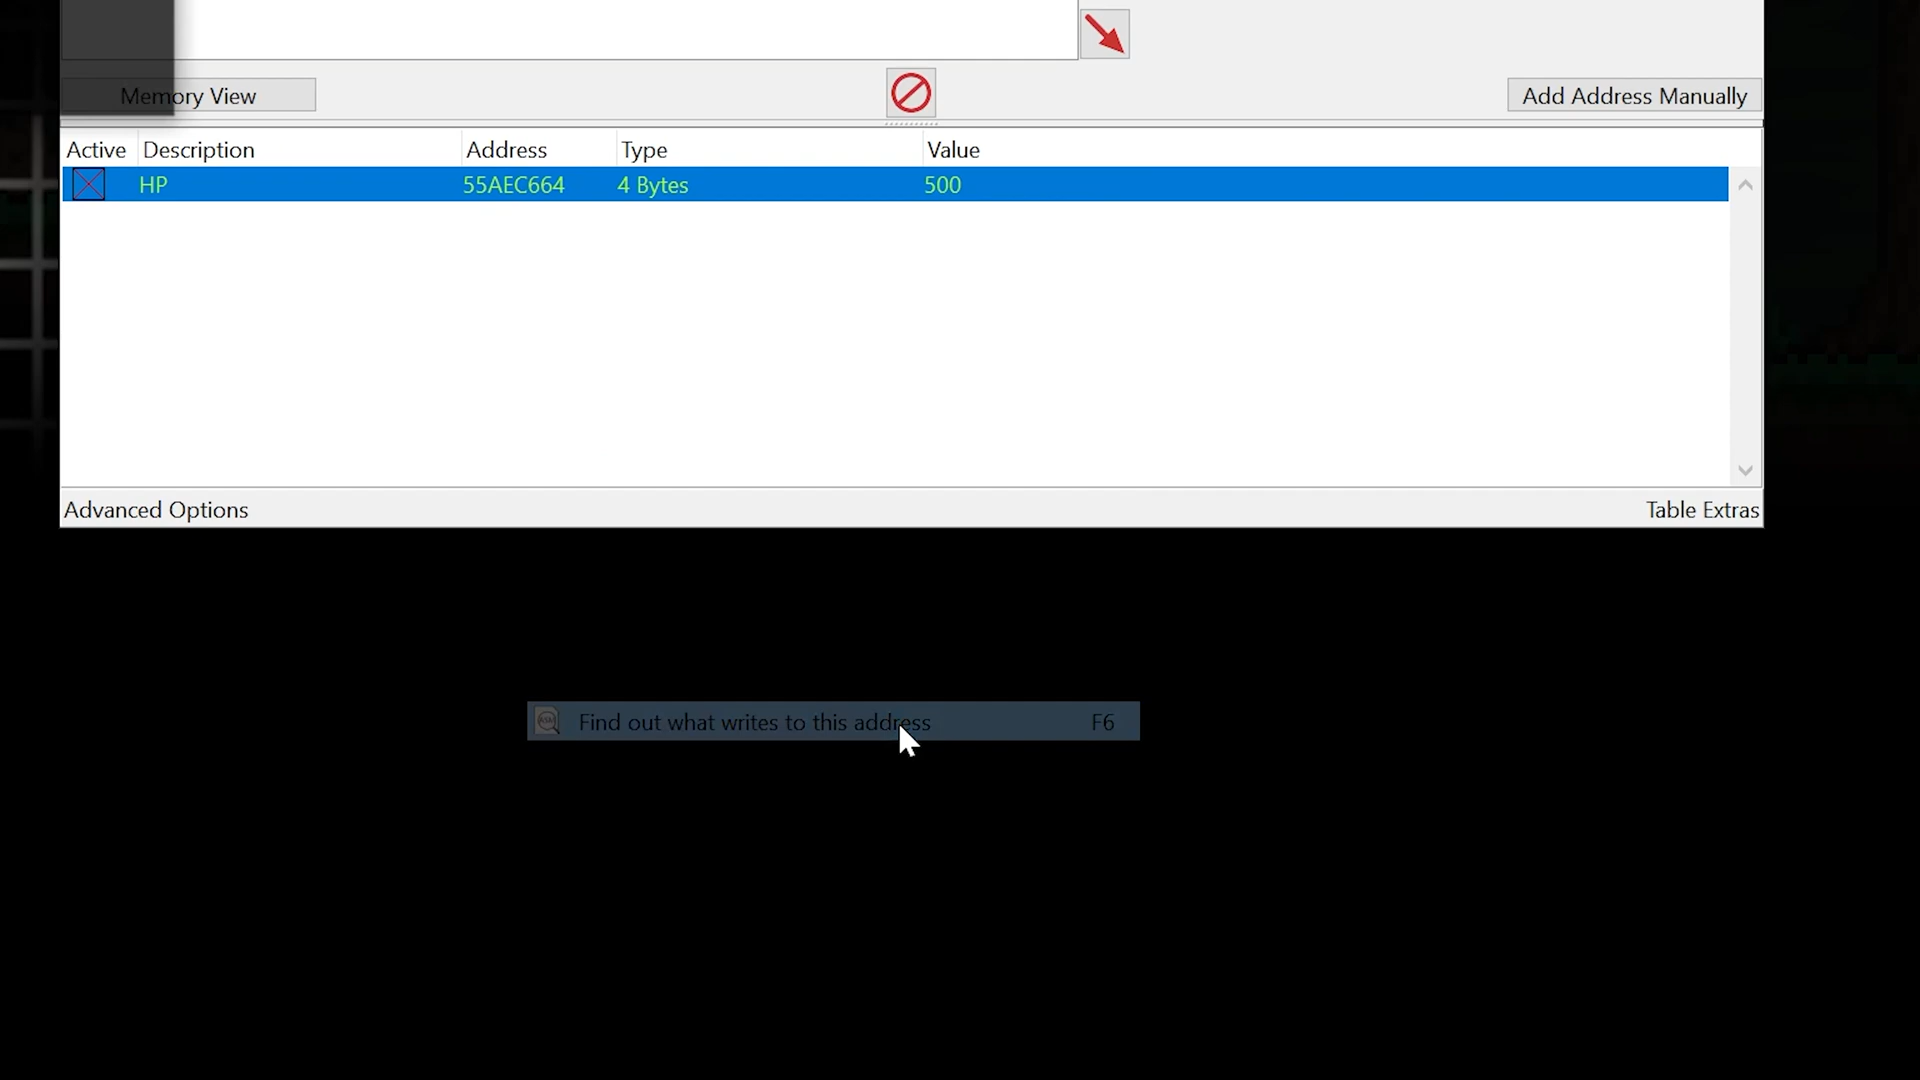 Memory View
Add Address Manually
Active Description Address Type Value
HP 55AEC664 4 Bytes 500
Advanced Options Table Extras
Find out what writes to this address F6